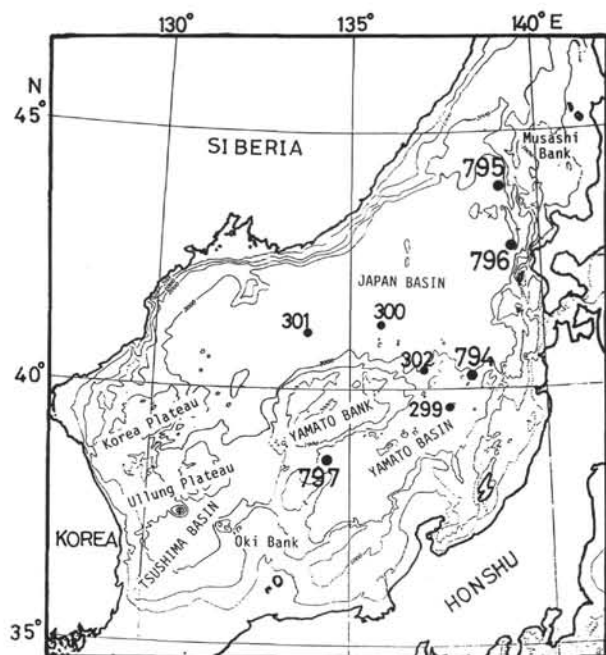 130° 135° 140° E
N
45°
SIBERIA
Musashi
Bank
795
796
JAPAN BASIN
301
300
302
794
40°
299
Korea Plateau
YAMATO BANK
YAMATO BASIN
797
Ullung Plateau
TSUSHIMA BASIN
Oki Bank
KOREA
HONSHU
35°